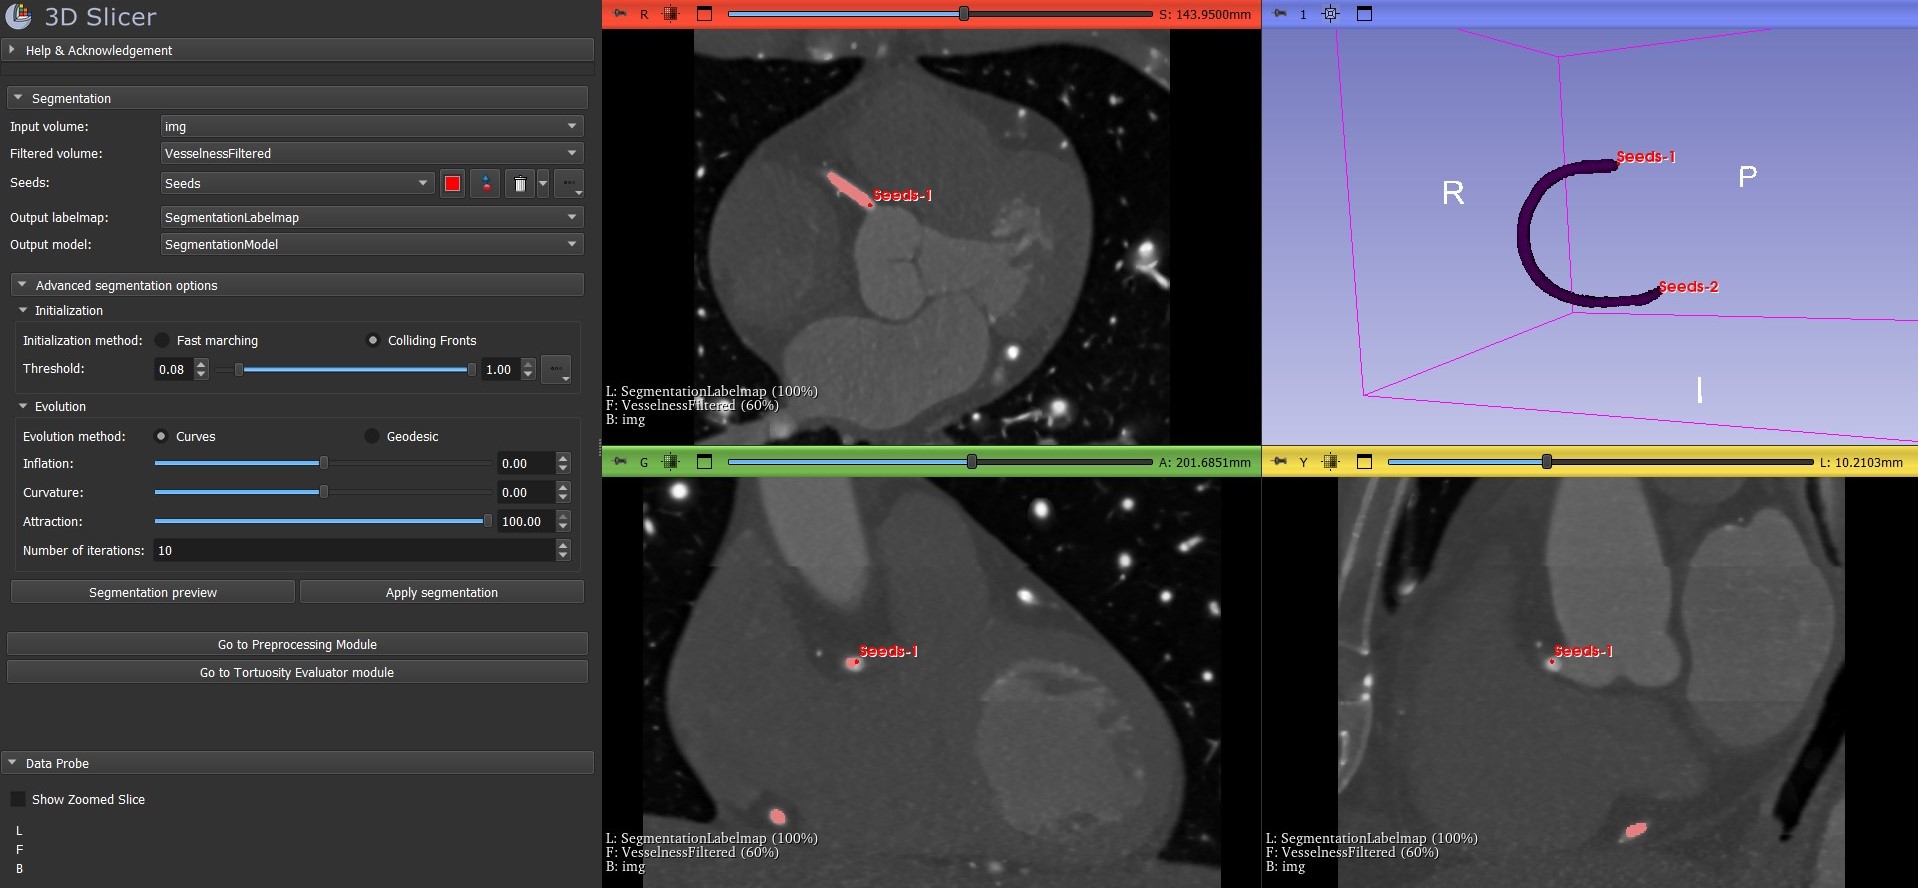 3D Slicer
Help & Acknowledgement
Segmentation
Input volume: img
Filtered volume: VesselnessFiltered
Seeds: Seeds
Output labelmap: SegmentationLabelmap
Output model: SegmentationModel
Advanced segmentation options
Initialization
Initialization method: Fast marching Colliding Fronts
Threshold: 0.08 1.00
Evolution
Evolution method: Curves Geodesic
Inflation: 0.00
Curvature: 0.00
Attraction: 100.00
Number of iterations: 10
Segmentation preview Apply segmentation
Go to Preprocessing Module
Go to Tortuosity Evaluator module
Data Probe
Show Zoomed Slice
L
F
B
R S: 143.9500mm
Seeds-1
L: SegmentationLabelmap (100%)
F: VesselnessFiltered (60%)
B: img
1
Seeds-1
R P
Seeds-2
I
G A: 201.6851mm
Seeds-1
L: SegmentationLabelmap (100%)
F: VesselnessFiltered (60%)
B: img
Y L: 10.2103mm
Seeds-1
L: SegmentationLabelmap (100%)
F: VesselnessFiltered (60%)
B: img